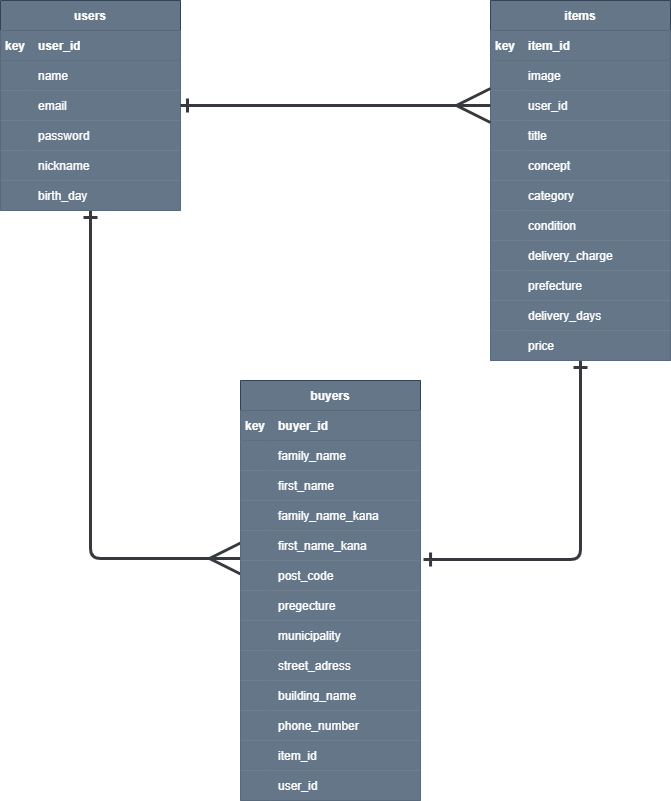 users
key user_id
name
email
password
nickname
birth_day
items
key item_id
image
user_id
title
concept
category
condition
delivery_charge
prefecture
delivery_days
price
buyers
key buyer_id
family_name
first_name
family_name_kana
first_name_kana
post_code
pregecture
municipality
street_adress
building_name
phone_number
item_id
user_id